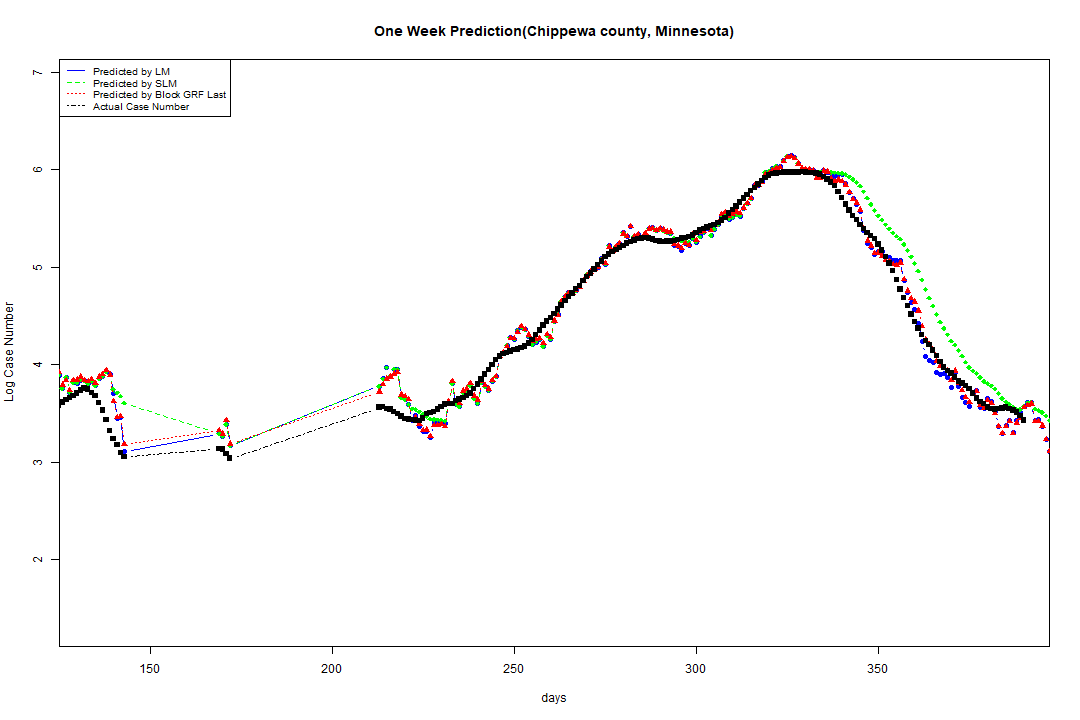 One Week Prediction(Chippewa county, Minnesota)
Predicted by LM
Predicted by SLM
Predicted by Block GRF Last
Actual Case Number
7
6
5
4
3
2
Log Case Number
150 200 250 300 350
days